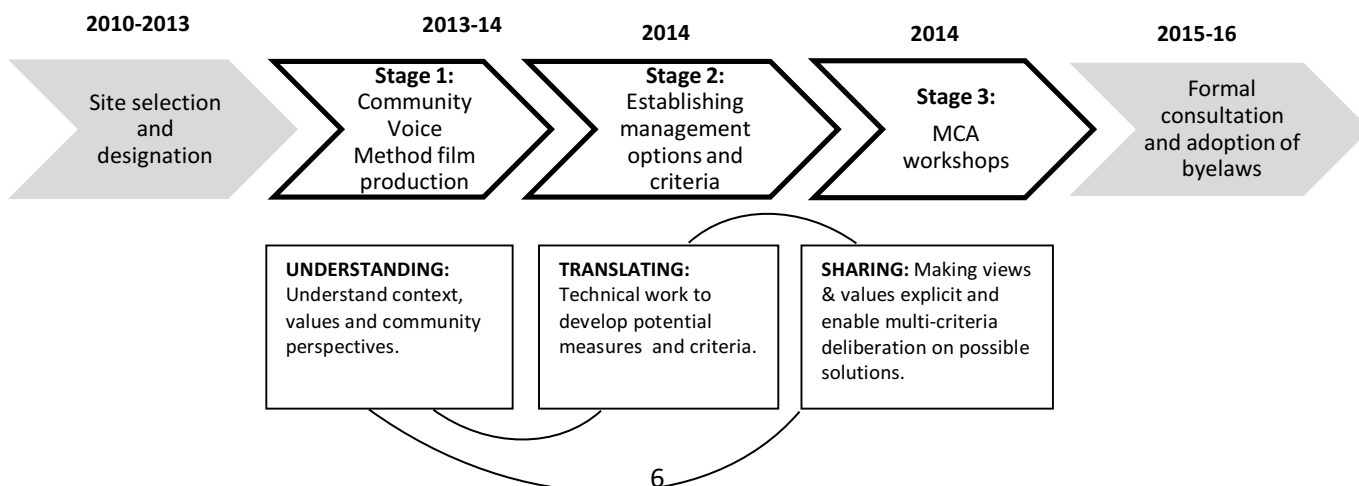 2010-2013
2013-14
2014
2014
2015-16
Site selection
and
designation
Stage 1:
Community
Voice
Method film
production
Stage 2:
Establishing
management
options and
criteria
Stage 3:
MCA
workshops
Formal
consultation
and adoption of
byelaws
UNDERSTANDING:
Understand context,
values and community
perspectives.
TRANSLATING:
Technical work to
develop potential
measures and criteria.
SHARING: Making views
& values explicit and
enable multi-criteria
deliberation on possible
solutions.
6